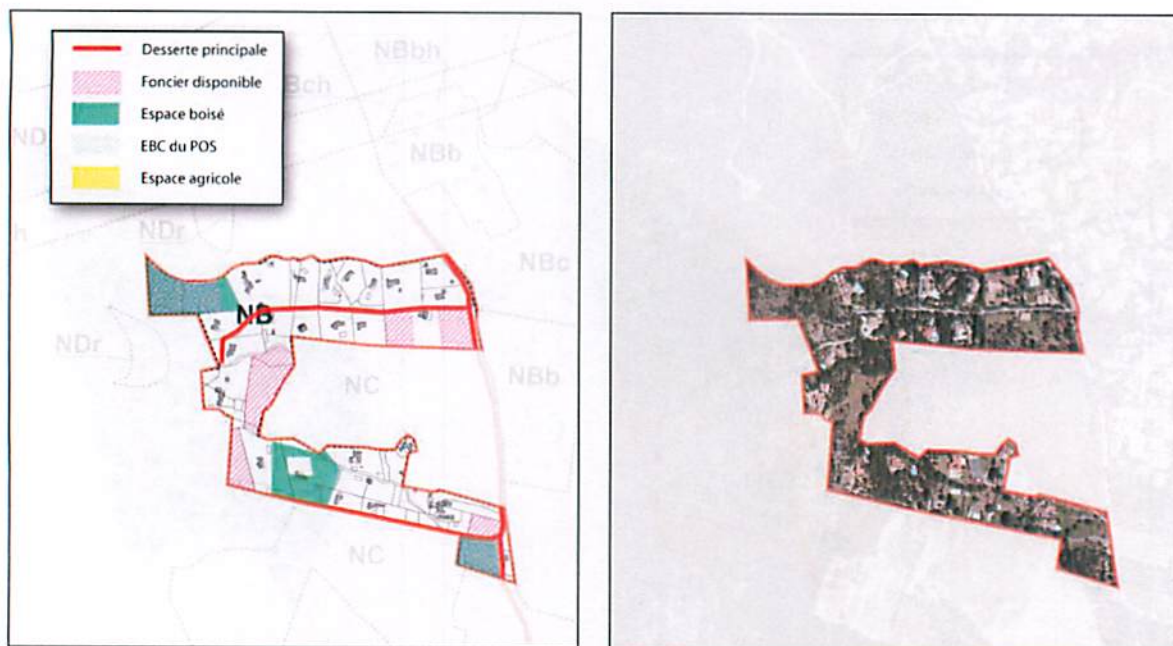 Desserte principale
Foncier disponible
Espace boisé
EBC du POS
Espace agricole
NBbh
Bch
ND
NBb
h
NDr
NBc
NB
NDr
NC
NBb
NC